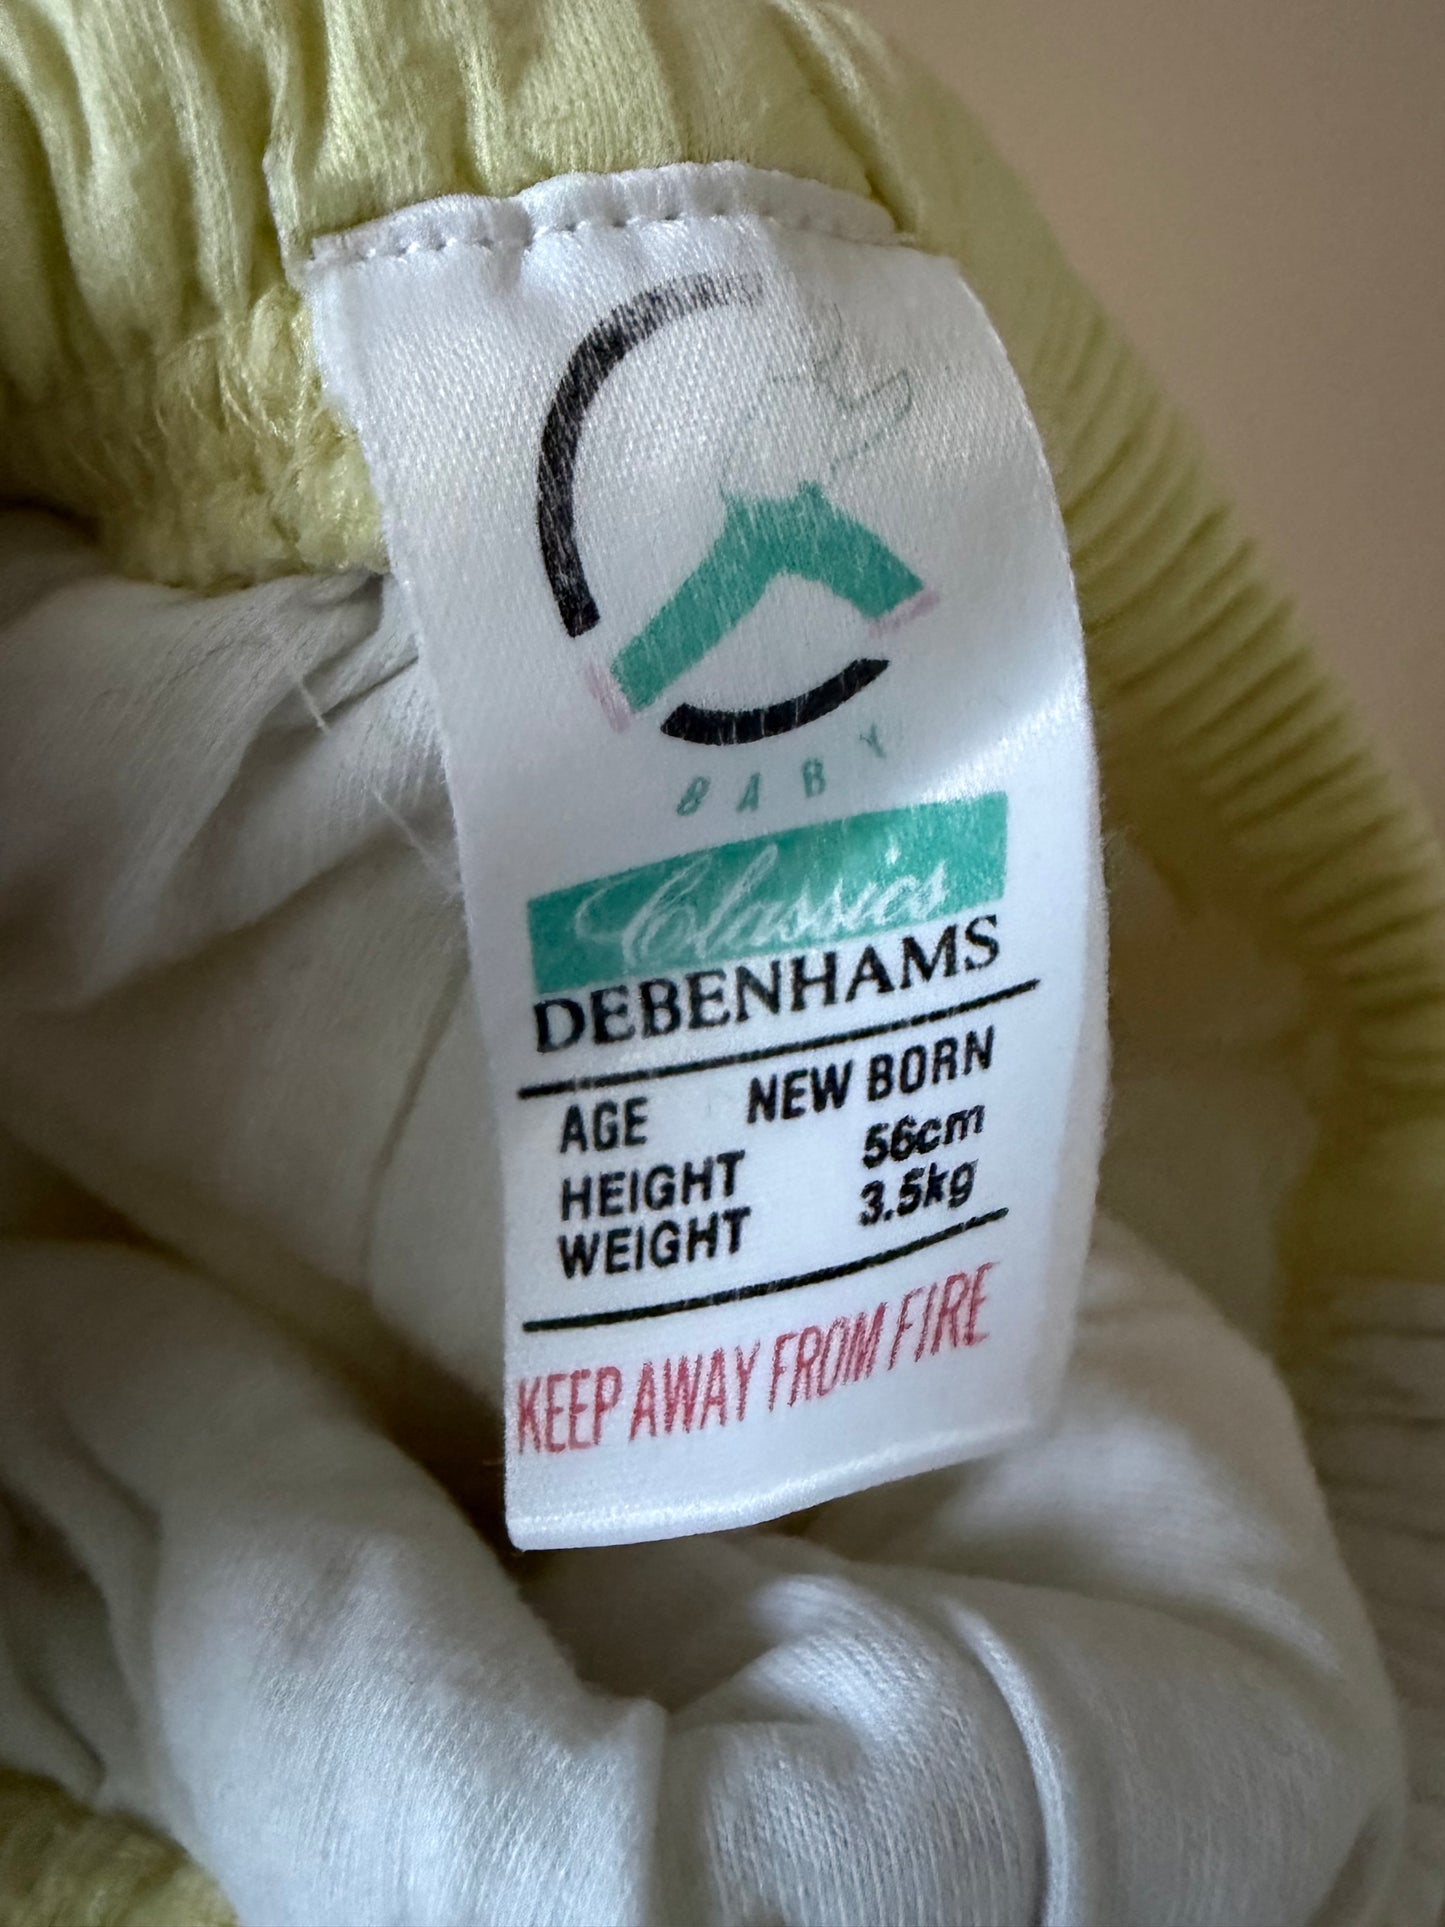 BABY
Classics
DEBENHAMS
AGE NEW BORN
HEIGHT 56cm
WEIGHT 3.5kg
KEEP AWAY FROM FIRE